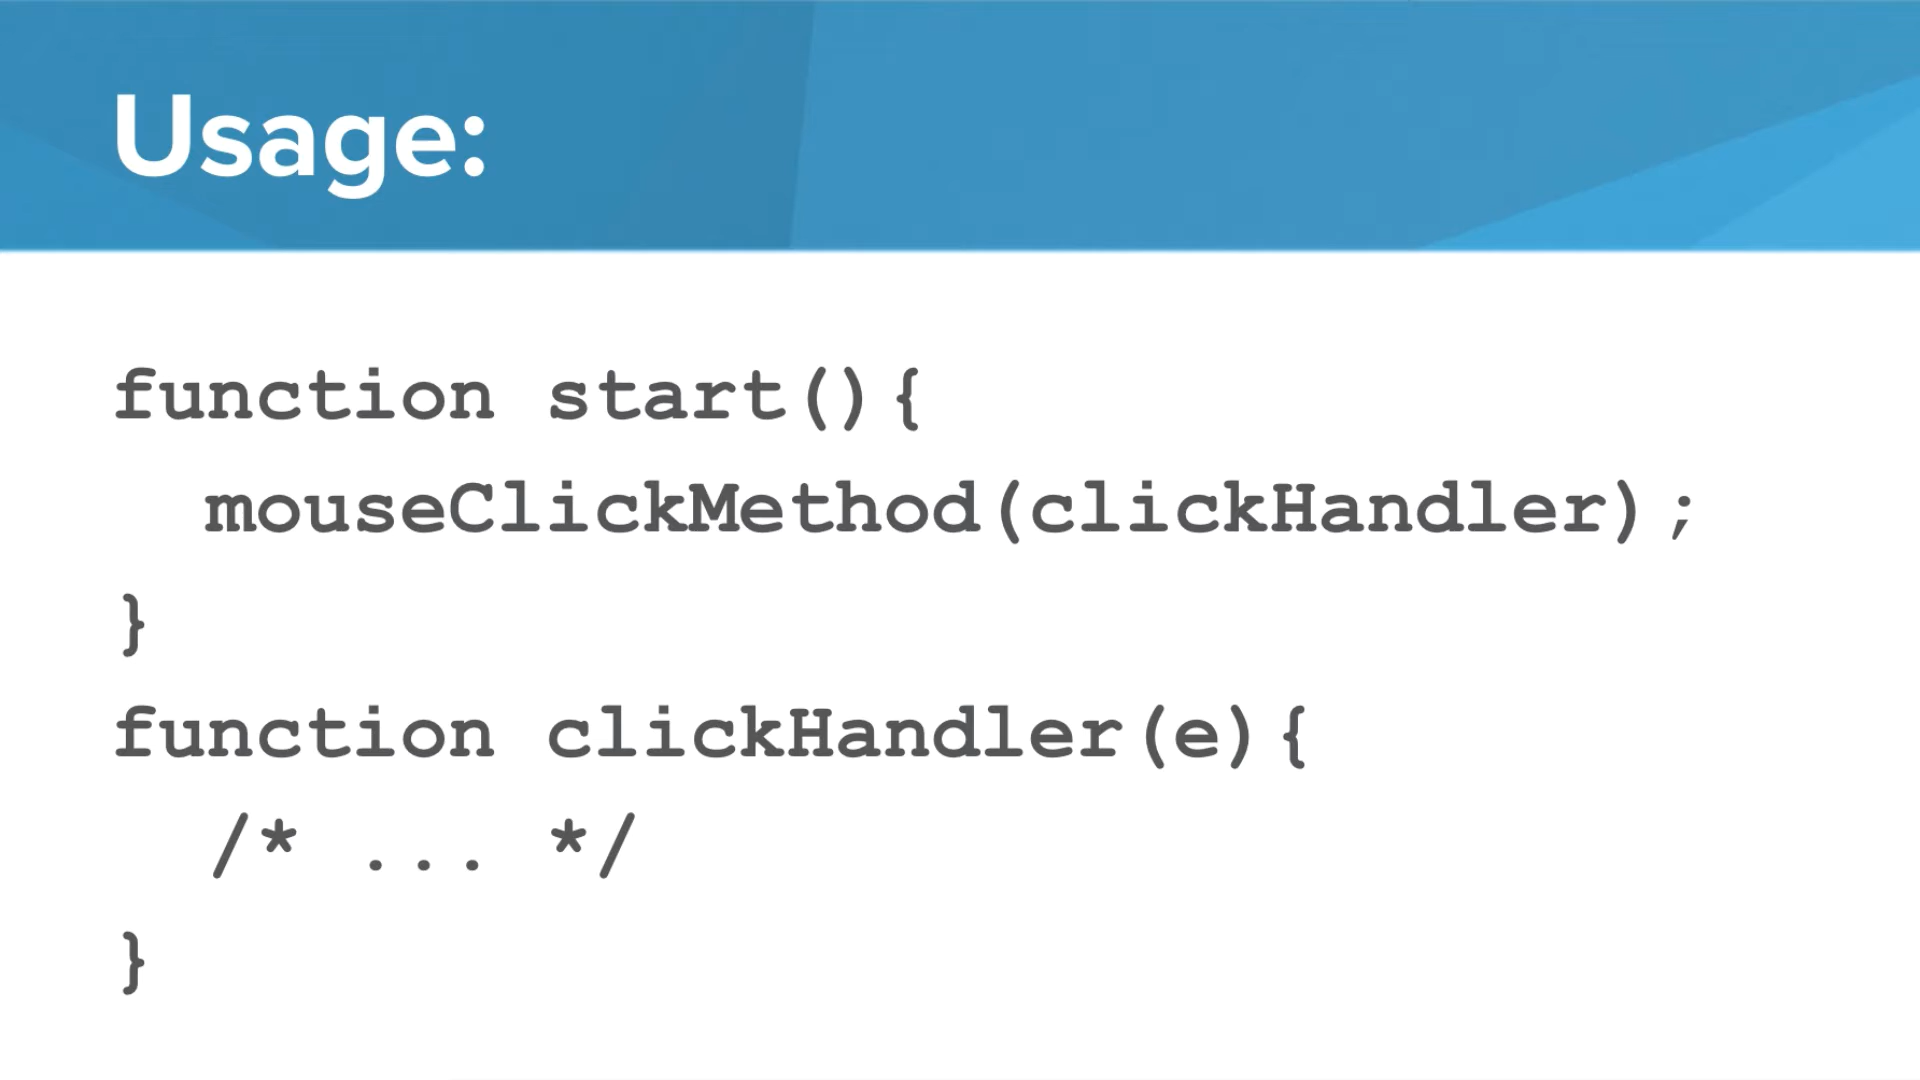 Usage:
function start(){
  mouseClickMethod(clickHandler);
}
function clickHandler(e){
  /* ... */
}